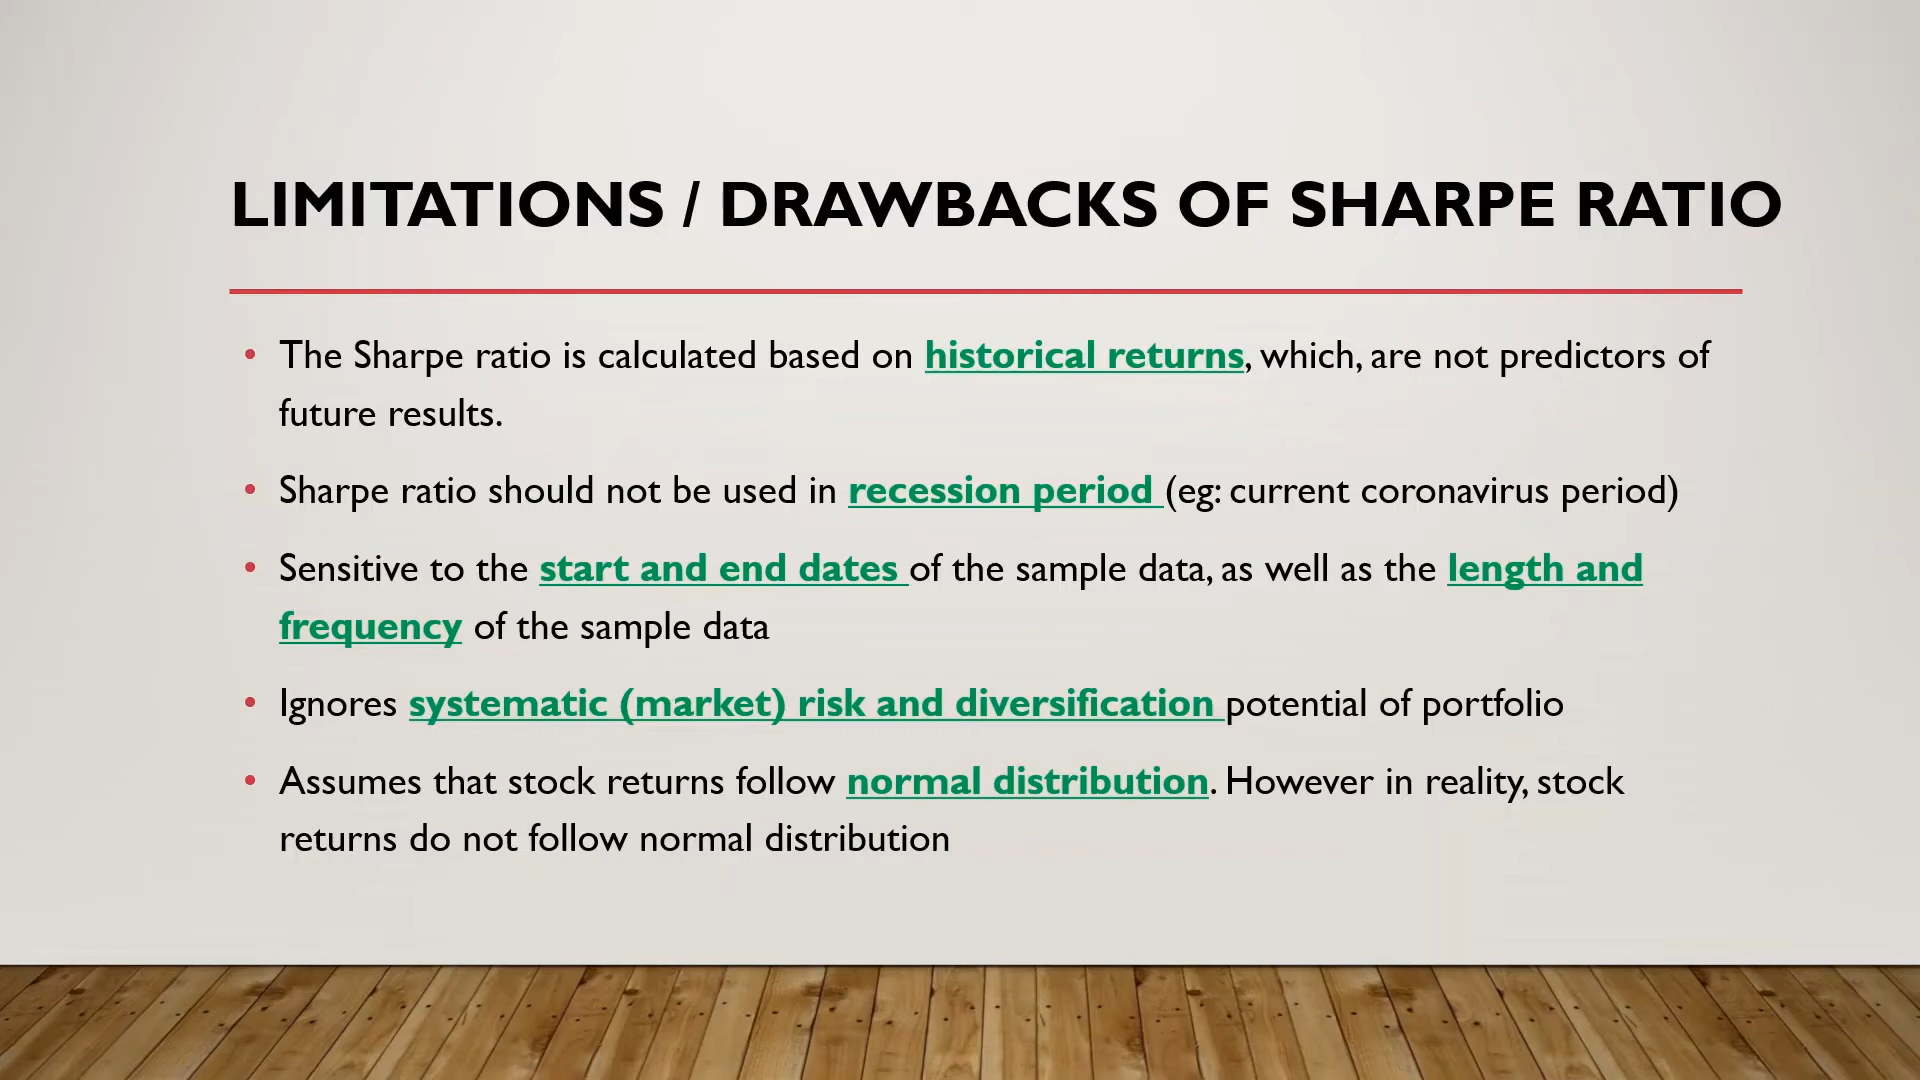 LIMITATIONS / DRAWBACKS OF SHARPE RATIO
• The Sharpe ratio is calculated based on historical returns, which, are not predictors of
future results.
• Sharpe ratio should not be used in recession period (eg: current coronavirus period)
• Sensitive to the start and end dates of the sample data, as well as the length and
frequency of the sample data
• Ignores systematic (market) risk and diversification potential of portfolio
• Assumes that stock returns follow normal distribution. However in reality, stock
returns do not follow normal distribution